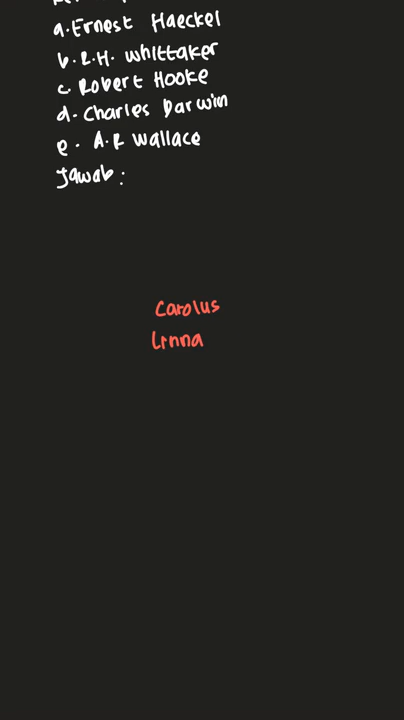 a. Ernest Haeckel
b. R.H. Whittaker
c. Robert Hooke
d. Charles Darwin
e. A.R Wallace
Jawab :
Carolus
Linna